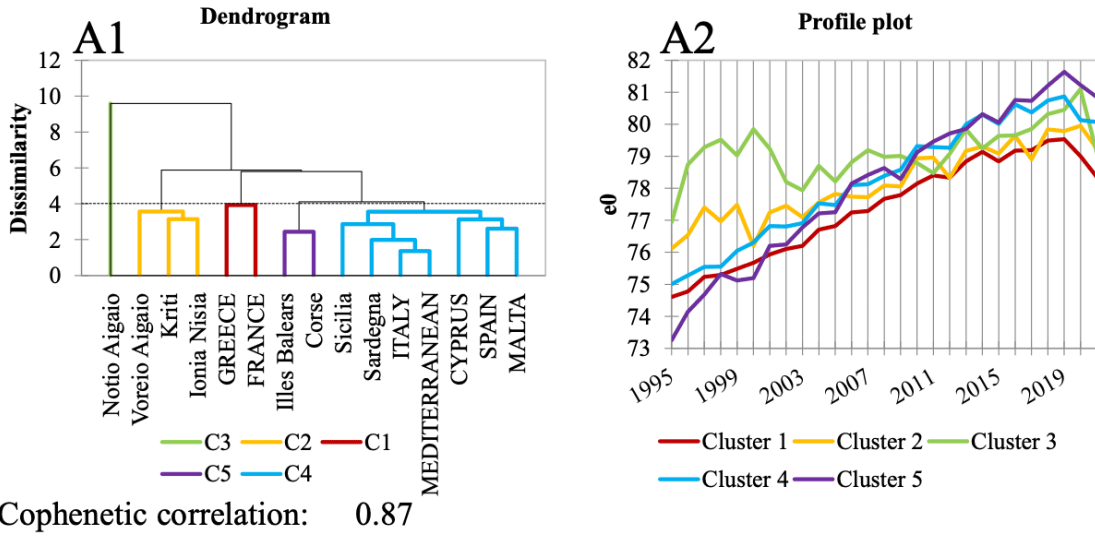 Dendrogram
A1
Dissimilarity
12
10
8
6
4
2
0
Notio Aigaio
Voreio Aigaio
Kriti
Ionia Nisia
GREECE
FRANCE
Illes Balears
Corse
Sicilia
Sardegna
ITALY
MEDITERRANEAN
CYPRUS
SPAIN
MALTA
C3 C2 C1
C5 C4
Cophenetic correlation: 0.87
Profile plot
A2
e0
82
81
80
79
78
77
76
75
74
73
1995 1999 2003 2007 2011 2015 2019
Cluster 1 Cluster 2 Cluster 3
Cluster 4 Cluster 5